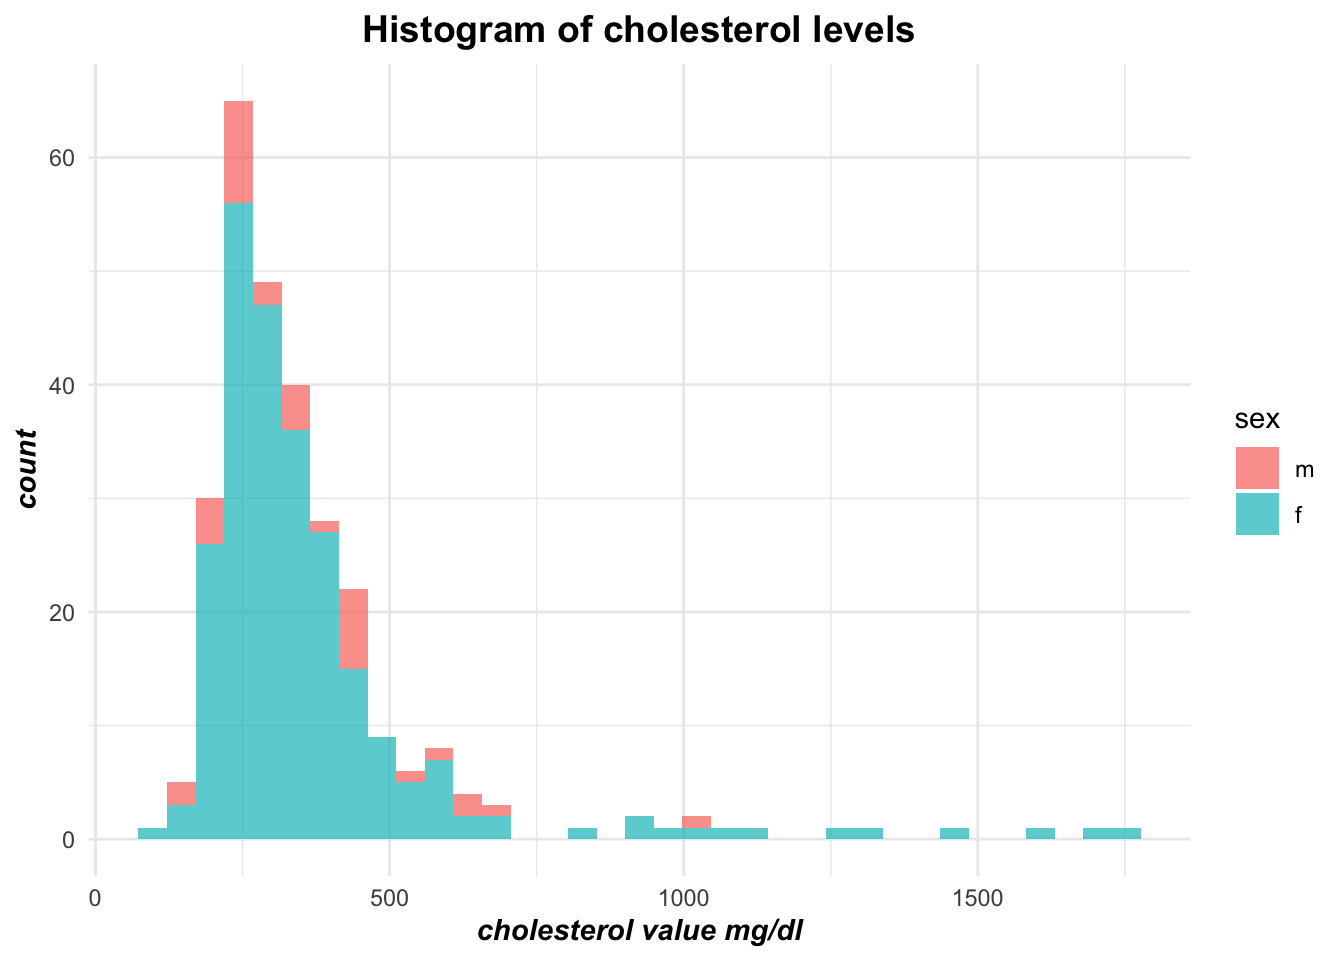 Histogram of cholesterol levels
60
40
20
0
count
0 500 1000 1500
cholesterol value mg/dl
sex
m
f